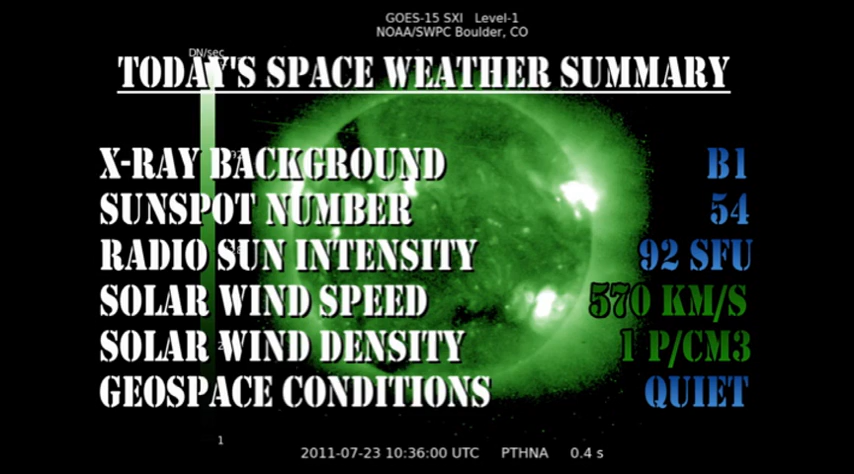 GOES-15 SXI Level-1
NOAA/SWPC Boulder, CO
DN/sec
TODAY'S SPACE WEATHER SUMMARY
X-RAY BACKGROUND B1
SUNSPOT NUMBER 54
RADIO SUN INTENSITY 92 SFU
SOLAR WIND SPEED 570 KM/S
SOLAR WIND DENSITY 1 P/CM3
GEOSPACE CONDITIONS QUIET
1
2011-07-23 10:36:00 UTC PTHNA 0.4 s